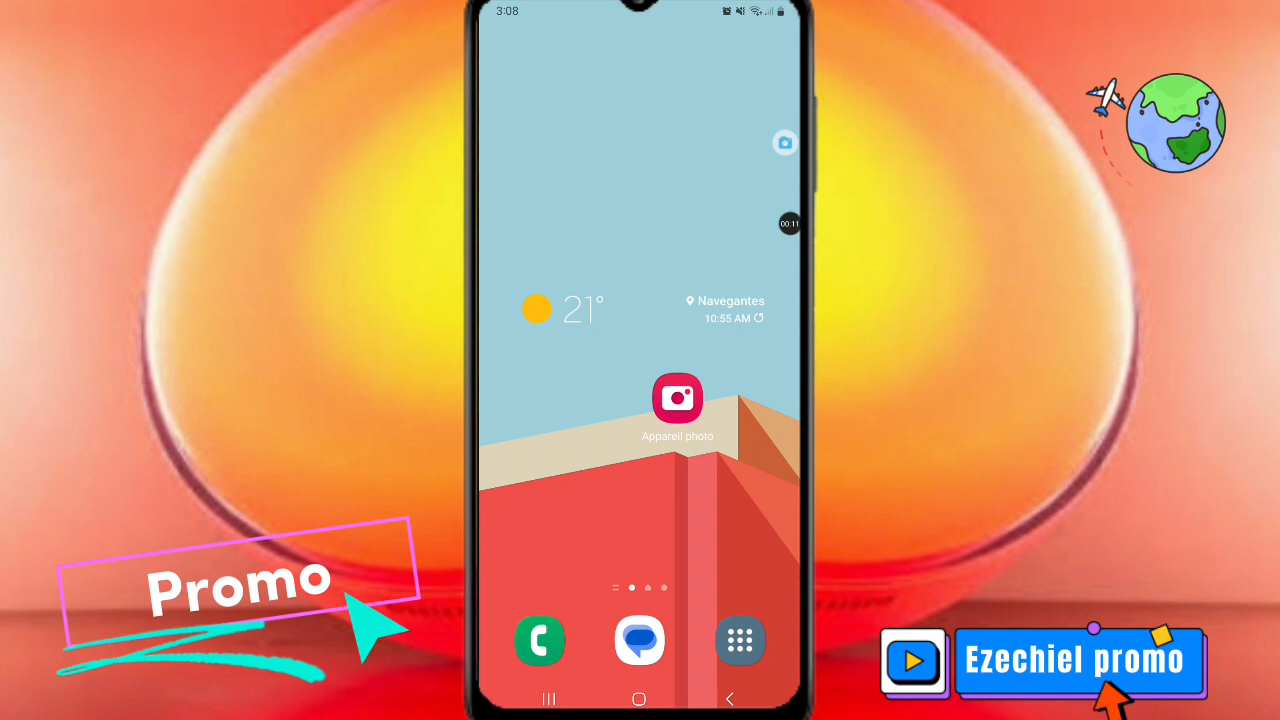 3:08
00:11
21°
Navegantes
10:55 AM
Appareil photo
Promo
Ezechiel promo